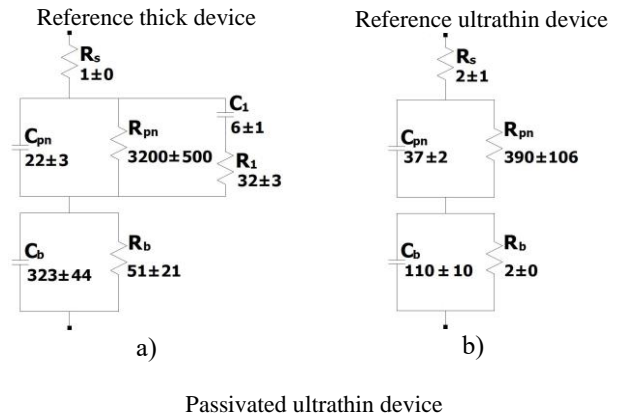 Reference thick device
Reference ultrathin device
Rs
1±0
Cpn
22±3
Rpn
3200±500
C1
6±1
R1
32±3
Cb
323±44
Rb
51±21
a)
Rs
2±1
Cpn
37±2
Rpn
390±106
Cb
110±10
Rb
2±0
b)
Passivated ultrathin device